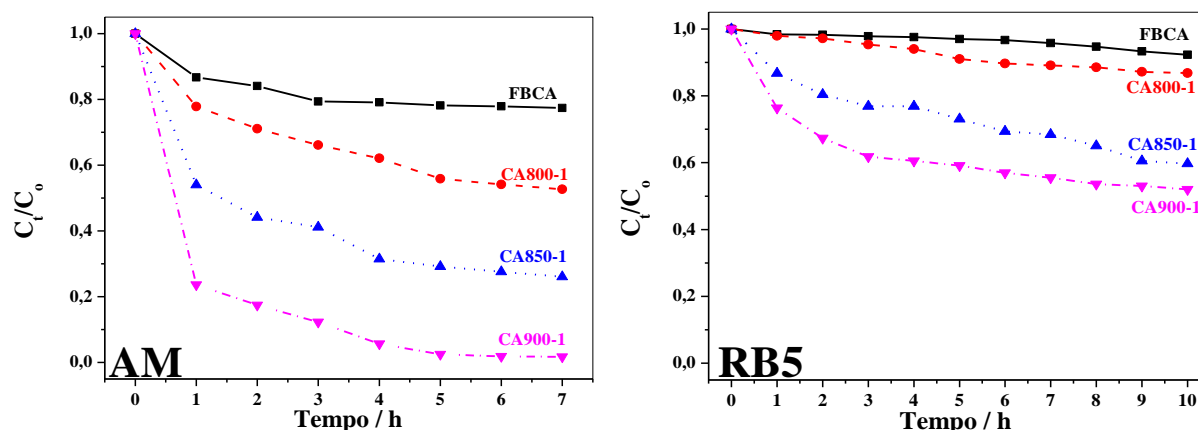 1,0
0,8
0,6
0,4
0,2
0,0
C_t/C_o
FBCA
CA800-1
CA850-1
CA900-1
AM
0 1 2 3 4 5 6 7
Tempo / h
1,0
0,8
0,6
0,4
0,2
0,0
C_t/C_o
FBCA
CA800-1
CA850-1
CA900-1
RB5
0 1 2 3 4 5 6 7 8 9 10
Tempo / h